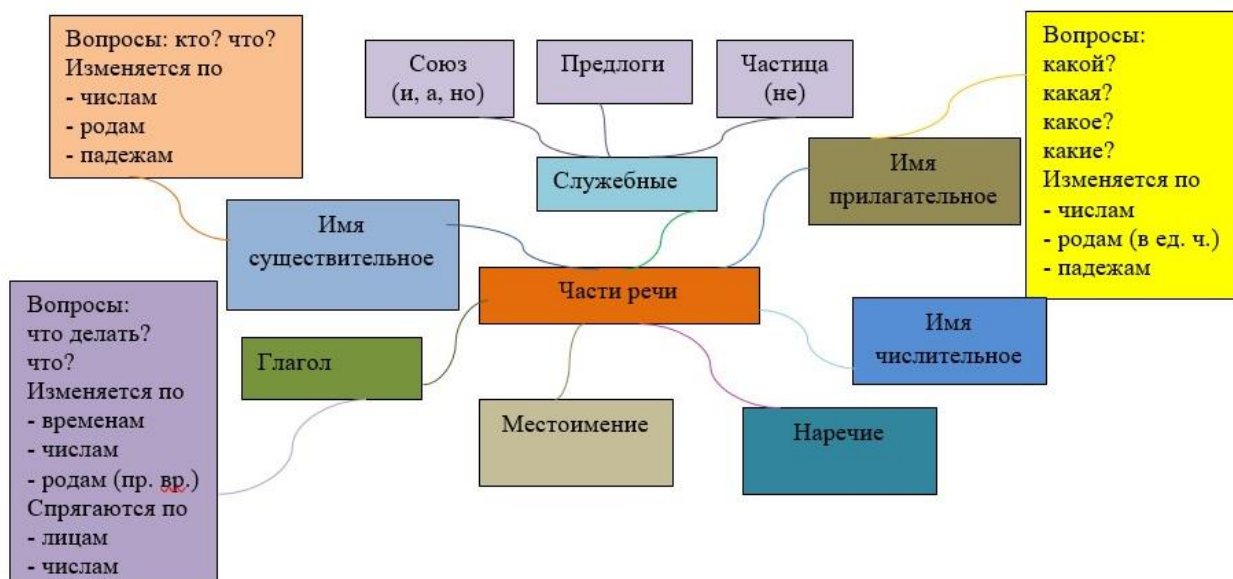 Вопросы: кто? что?
Изменяется по
- числам
- родам
- падежам
Союз
(и, а, но)
Предлоги
Частица
(не)
Вопросы:
какой?
какая?
какое?
какие?
Изменяется по
- числам
- родам (в ед. ч.)
- падежам
Служебные
Имя
прилагательное
Имя
существительное
Части речи
Вопросы:
что делать?
что?
Изменяется по
- временам
- числам
- родам (пр. вр.)
Спрягаются по
- лицам
- числам
Глагол
Имя
числительное
Местоимение
Наречие